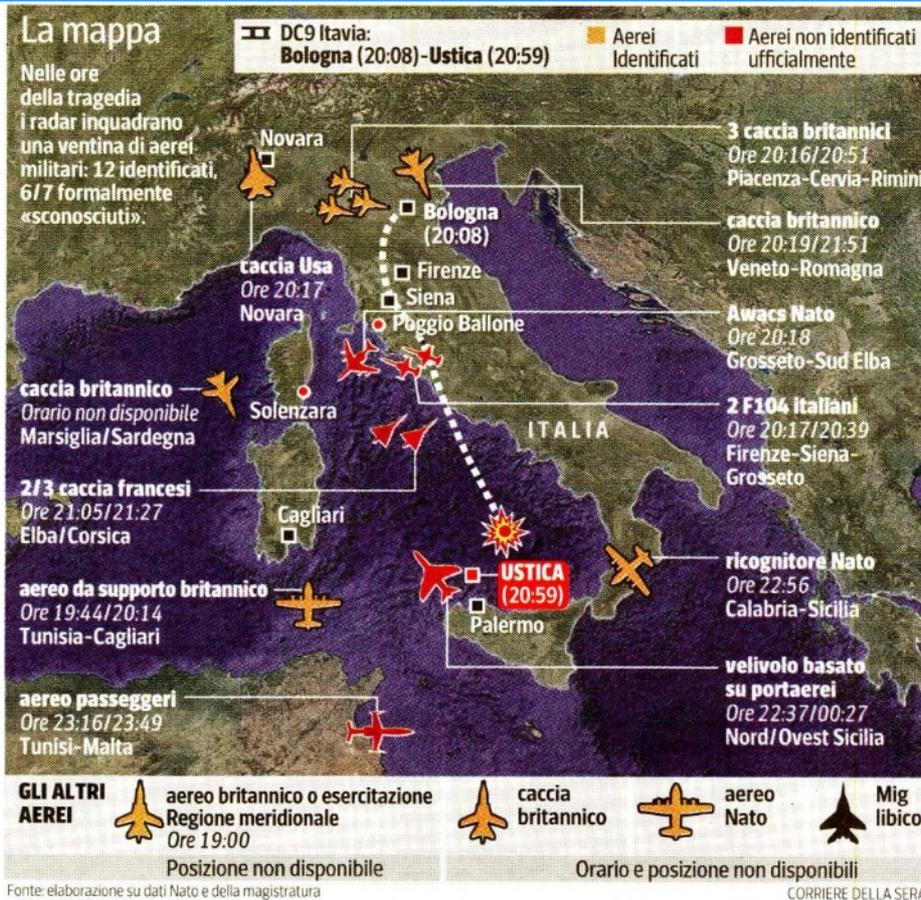 La mappa
Nelle ore
della tragedia
i radar inquadrano
una ventina di aerei
militari: 12 identificati,
6/7 formalmente
«sconosciuti».
DC9 Itavia:
Bologna (20:08)-Ustica (20:59)
Aerei
Identificati
Aerei non identificati
ufficialmente
Novara
Bologna
(20:08)
Firenze
Siena
Poggio Ballone
Solenzara
ITALIA
Cagliari
USTICA
(20:59)
Palermo
caccia Usa
Ore 20:17
Novara
caccia britannico
Orario non disponibile
Marsiglia/Sardegna
2/3 caccia francesi
Ore 21:05/21:27
Elba/Corsica
aereo da supporto britannico
Ore 19:44/20:14
Tunisia-Cagliari
aereo passeggeri
Ore 23:16/23:49
Tunisi-Malta
3 caccia britannici
Ore 20:16/20:51
Piacenza-Cervia-Rimini
caccia britannico
Ore 20:19/21:51
Veneto-Romagna
Awacs Nato
Ore 20:18
Grosseto-Sud Elba
2 F104 italiani
Ore 20:17/20:39
Firenze-Siena-
Grosseto
ricognitore Nato
Ore 22:56
Calabria-Sicilia
velivolo basato
su portaerei
Ore 22:37/00:27
Nord/Ovest Sicilia
GLI ALTRI
AEREI
aereo britannico o esercitazione
Regione meridionale
Ore 19:00
Posizione non disponibile
caccia
britannico
aereo
Nato
Mig
libico
Orario e posizione non disponibili
Fonte: elaborazione su dati Nato e della magistratura
CORRIERE DELLA SERA